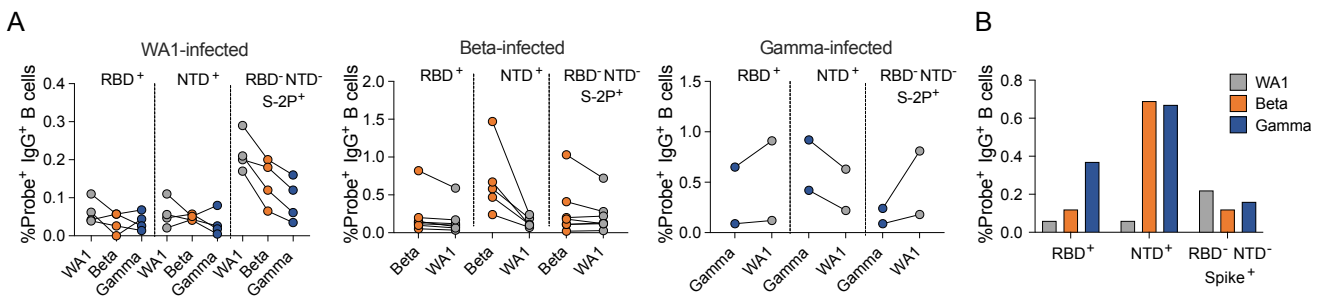 A
WA1-infected
%Probe⁺ IgG⁺ B cells
RBD⁺
NTD⁺
RBD⁻NTD⁻
S-2P⁺
0.4
0.3
0.2
0.1
0.0
WA1
Beta
Gamma
WA1
Beta
Gamma
WA1
Beta
Gamma
Beta-infected
%Probe⁺ IgG⁺ B cells
RBD⁺
NTD⁺
RBD⁻NTD⁻
S-2P⁺
2.0
1.5
1.0
0.5
0.0
Beta
WA1
Beta
WA1
Beta
WA1
Gamma-infected
%Probe⁺ IgG⁺ B cells
RBD⁺
NTD⁺
RBD⁻NTD⁻
S-2P⁺
1.5
1.0
0.5
0.0
Gamma
WA1
Gamma
WA1
Gamma
WA1
B
%Probe⁺ IgG⁺ B cells
0.8
0.6
0.4
0.2
0.0
RBD⁺
NTD⁺
RBD⁻ NTD⁻
Spike⁺
WA1
Beta
Gamma